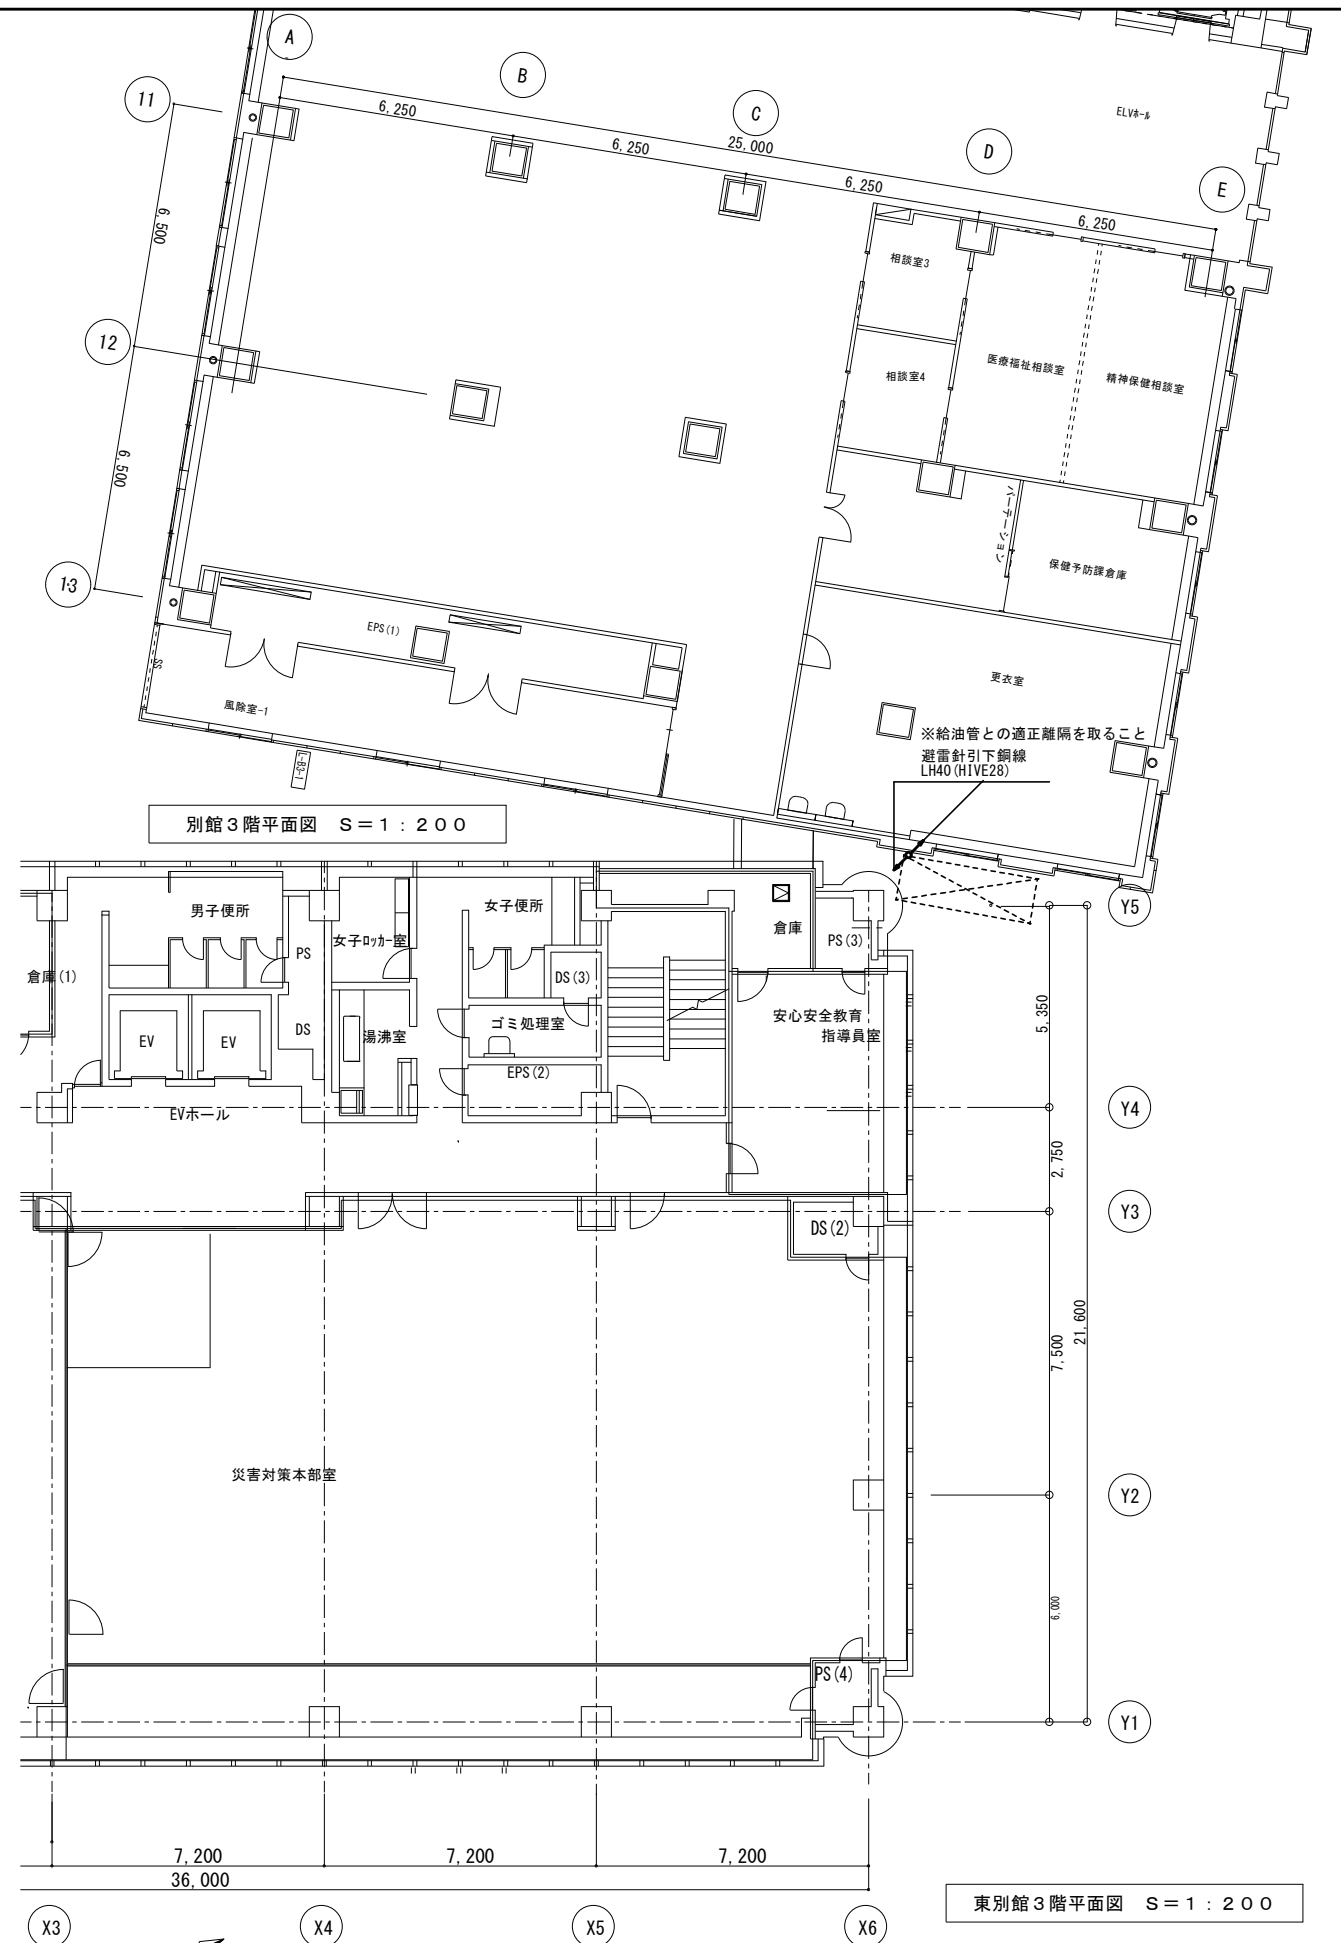 A
B
C
D
E
11
12
13
6,250
6,250
25,000
6,250
6,250
6,500
6,500
ELVホール
相談室3
相談室4
医療福祉相談室
精神保健相談室
パーテーション
保健予防課倉庫
EPS(1)
更衣室
SS
風除室-1
L-B3-1
※給油管との適正離隔を取ること
避雷針引下銅線
LH40(HIVE28)
別館3階平面図 S=1:200
男子便所
女子便所
女子ロッカー室
倉庫
PS(3)
PS
倉庫(1)
DS(3)
DS
湯沸室
ゴミ処理室
安心安全教育
指導員室
EV
EV
EPS(2)
EVホール
DS(2)
災害対策本部室
PS(4)
Y5
5,350
Y4
2,750
Y3
7,500
21,600
Y2
6,000
Y1
7,200
7,200
7,200
36,000
X3
X4
X5
X6
東別館3階平面図 S=1:200